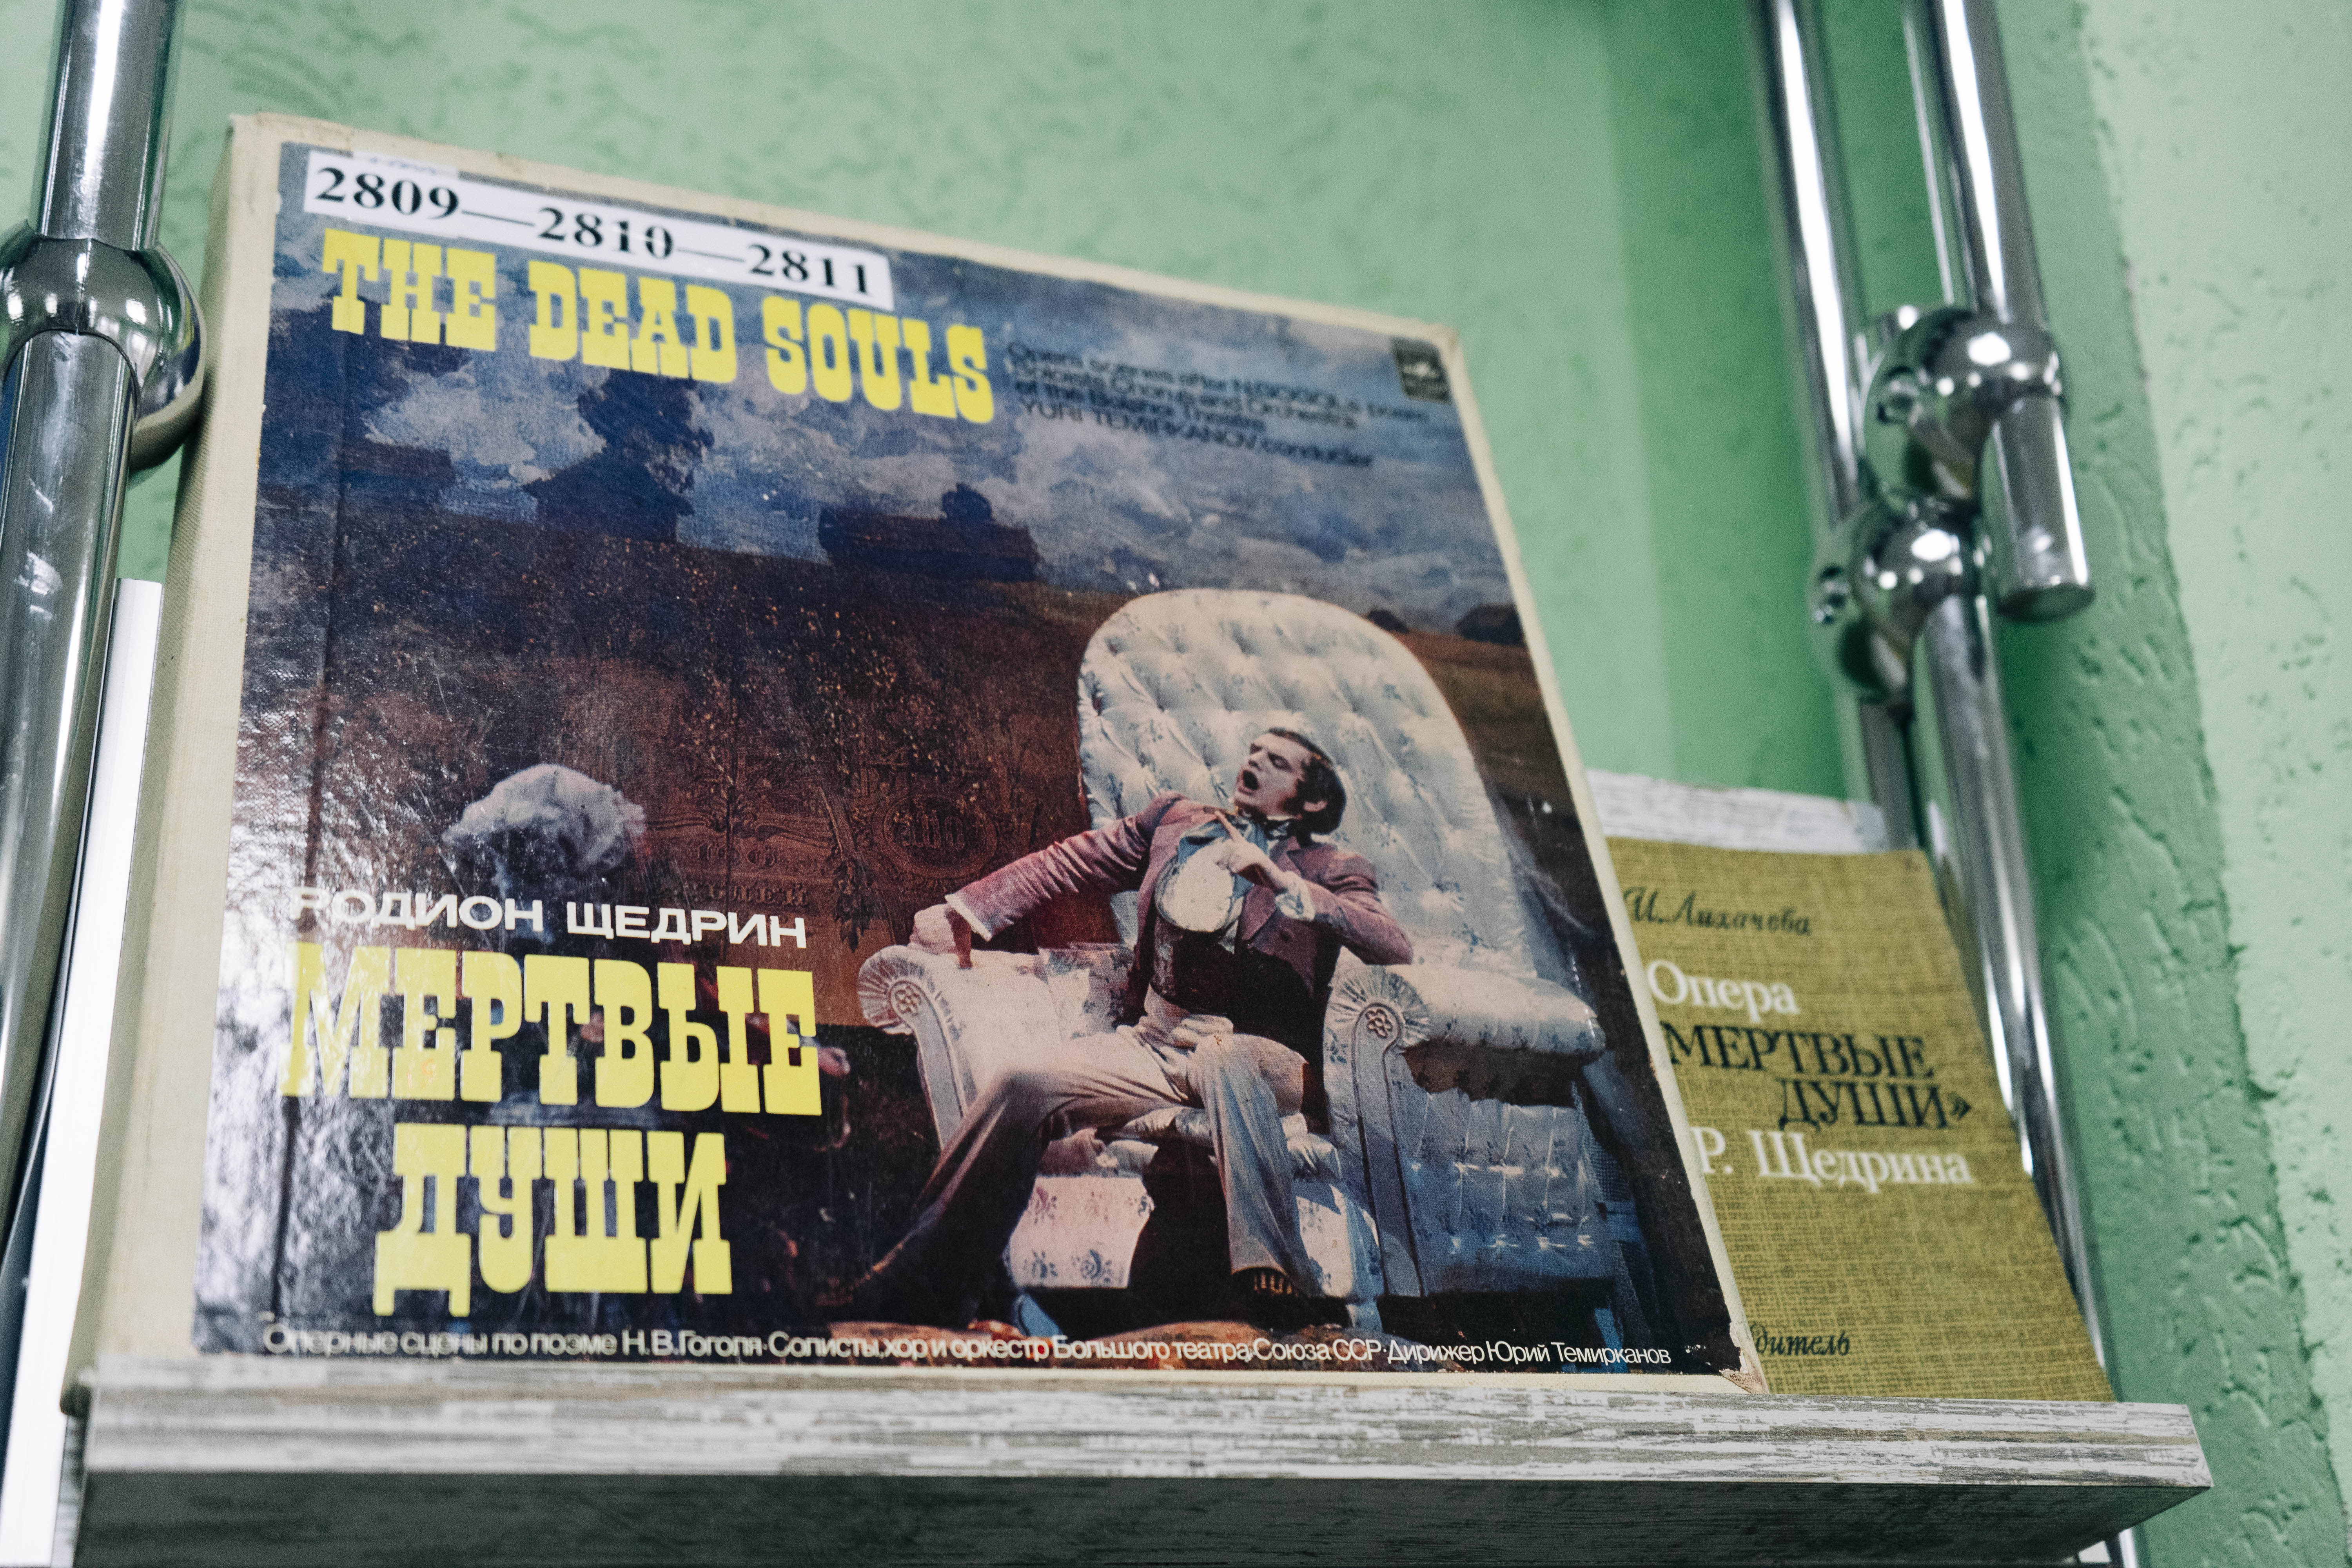 2809—2810—2811
THE DEAD SOULS
Opera scenes after N.GOGOL's poem
Soloists, Chorus and Orchestra
of the Bolshoi Theatre
YURI TEMIRKANOV, conductor
РОДИОН ЩЕДРИН
МЕРТВЫЕ
ДУШИ
Оперные сцены по поэме Н.В.Гоголя·Солисты,хор и оркестр Большого театра Союза ССР·Дирижер Юрий Темирканов
И. Лихачева
Опера
МЕРТВЫЕ
ДУШИ»
Р. Щедрина